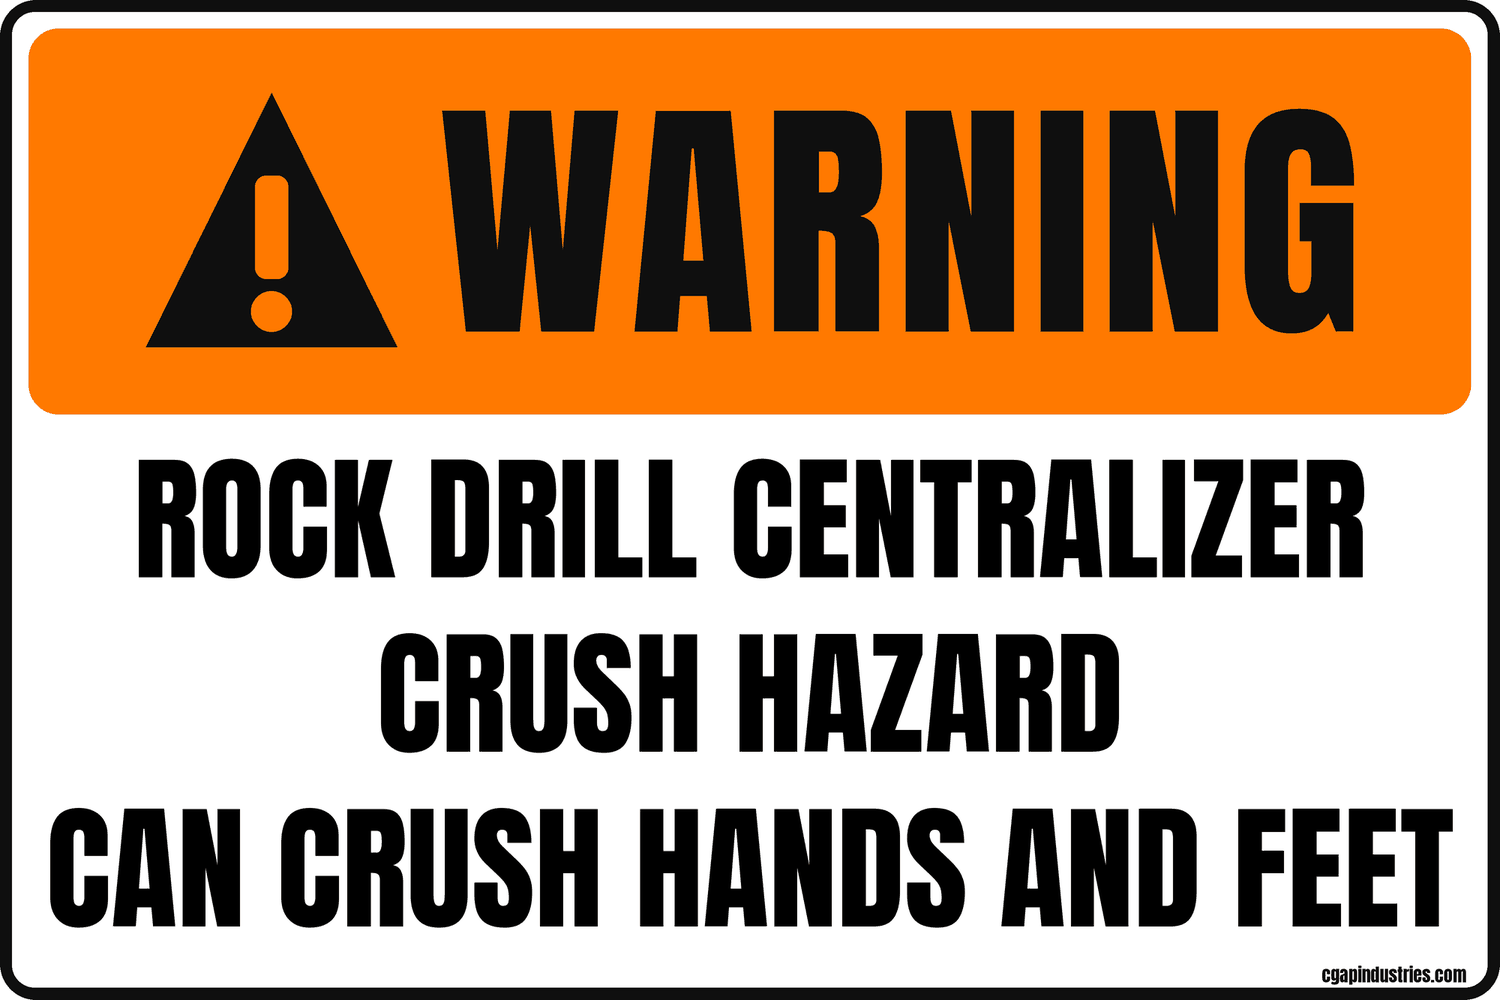 WARNING
ROCK DRILL CENTRALIZER
CRUSH HAZARD
CAN CRUSH HANDS AND FEET
cgapindustries.com